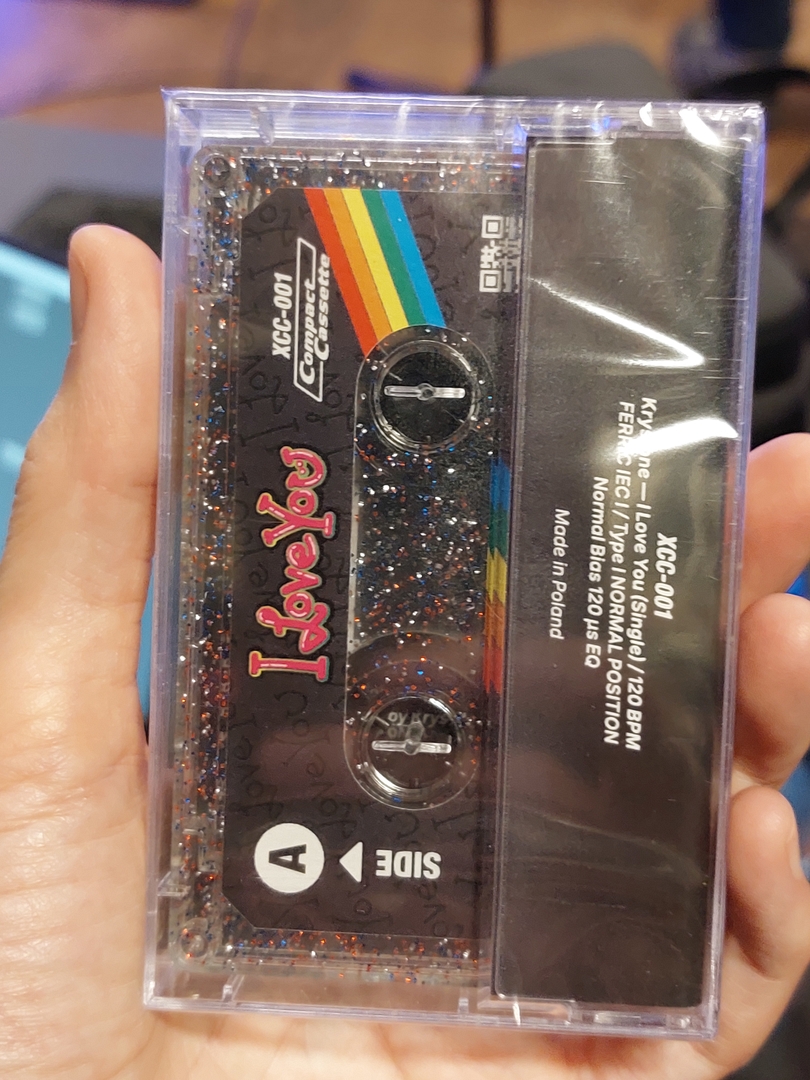 XCC-001
Compact
Cassette
I Love You
SIDE
A
XCC-001
— I Love You (Single) / 120 BPM
FERRIC IEC I / Type I NORMAL POSITION
Normal Bias 120 µs EQ
Made in Poland